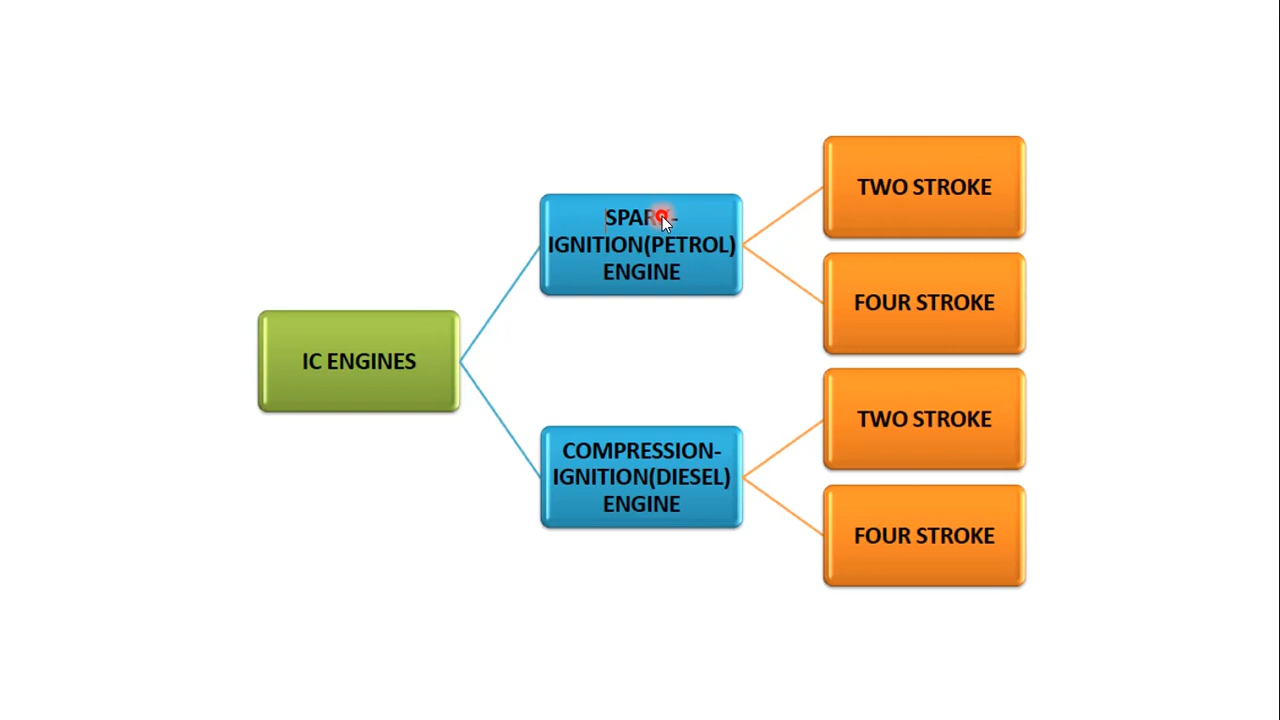 TWO STROKE
SPARK-
IGNITION(PETROL)
ENGINE
FOUR STROKE
IC ENGINES
TWO STROKE
COMPRESSION-
IGNITION(DIESEL)
ENGINE
FOUR STROKE